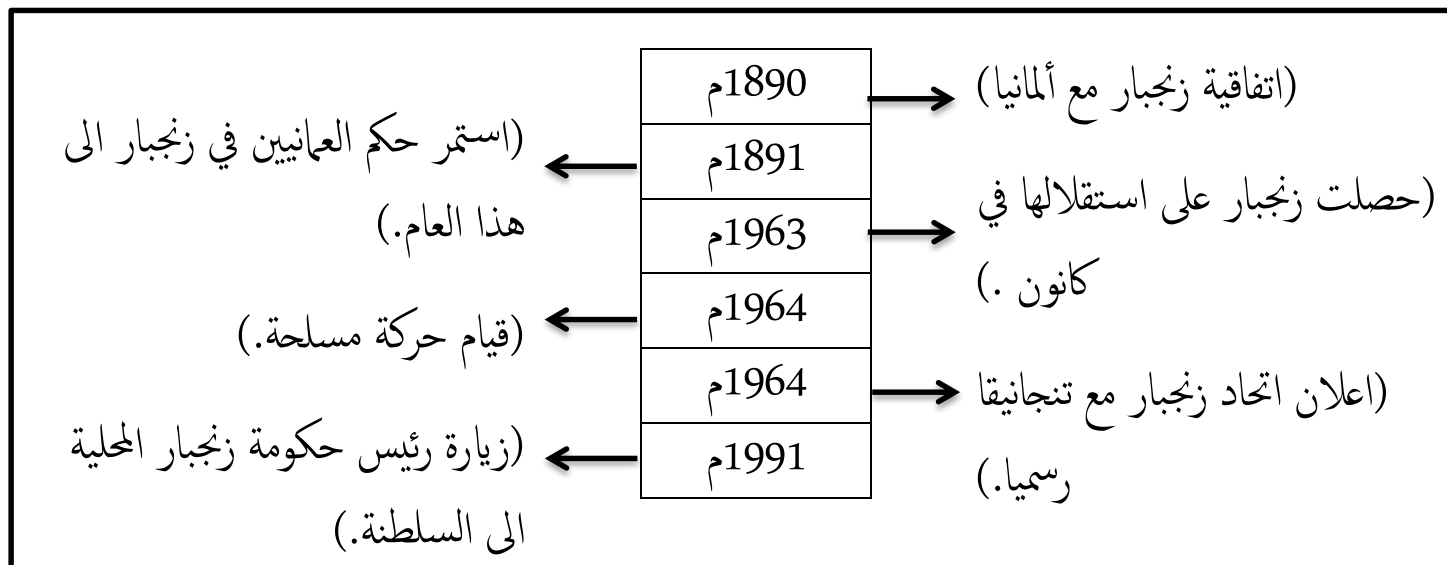 1890م
(اتفاقية زنجبار مع ألمانيا)
1891م
(استمر حكم العمانيين في زنجبار الى
هذا العام.)
1963م
(حصلت زنجبار على استقلالها في
كانون .)
1964م
(قيام حركة مسلحة.)
1964م
(اعلان اتحاد زنجبار مع تنجانيقا
رسميا.)
1991م
(زيارة رئيس حكومة زنجبار المحلية
الى السلطنة.)